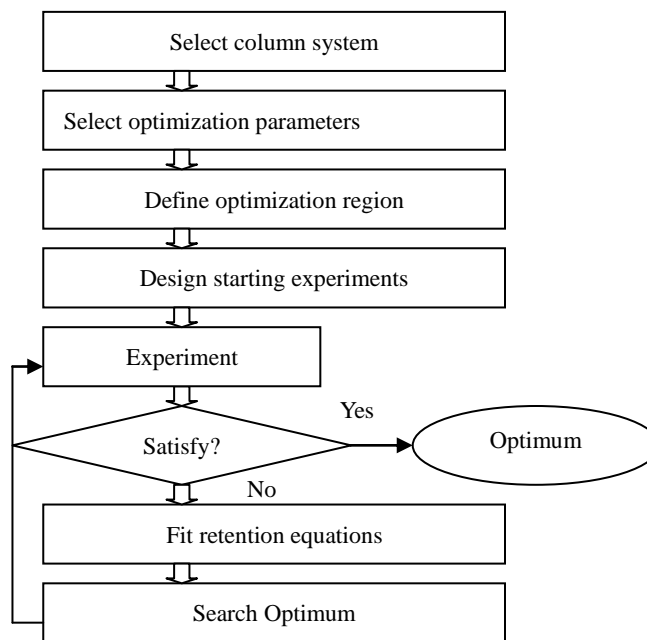 Select column system
Select optimization parameters
Define optimization region
Design starting experiments
Experiment
Yes
Satisfy?
Optimum
No
Fit retention equations
Search Optimum